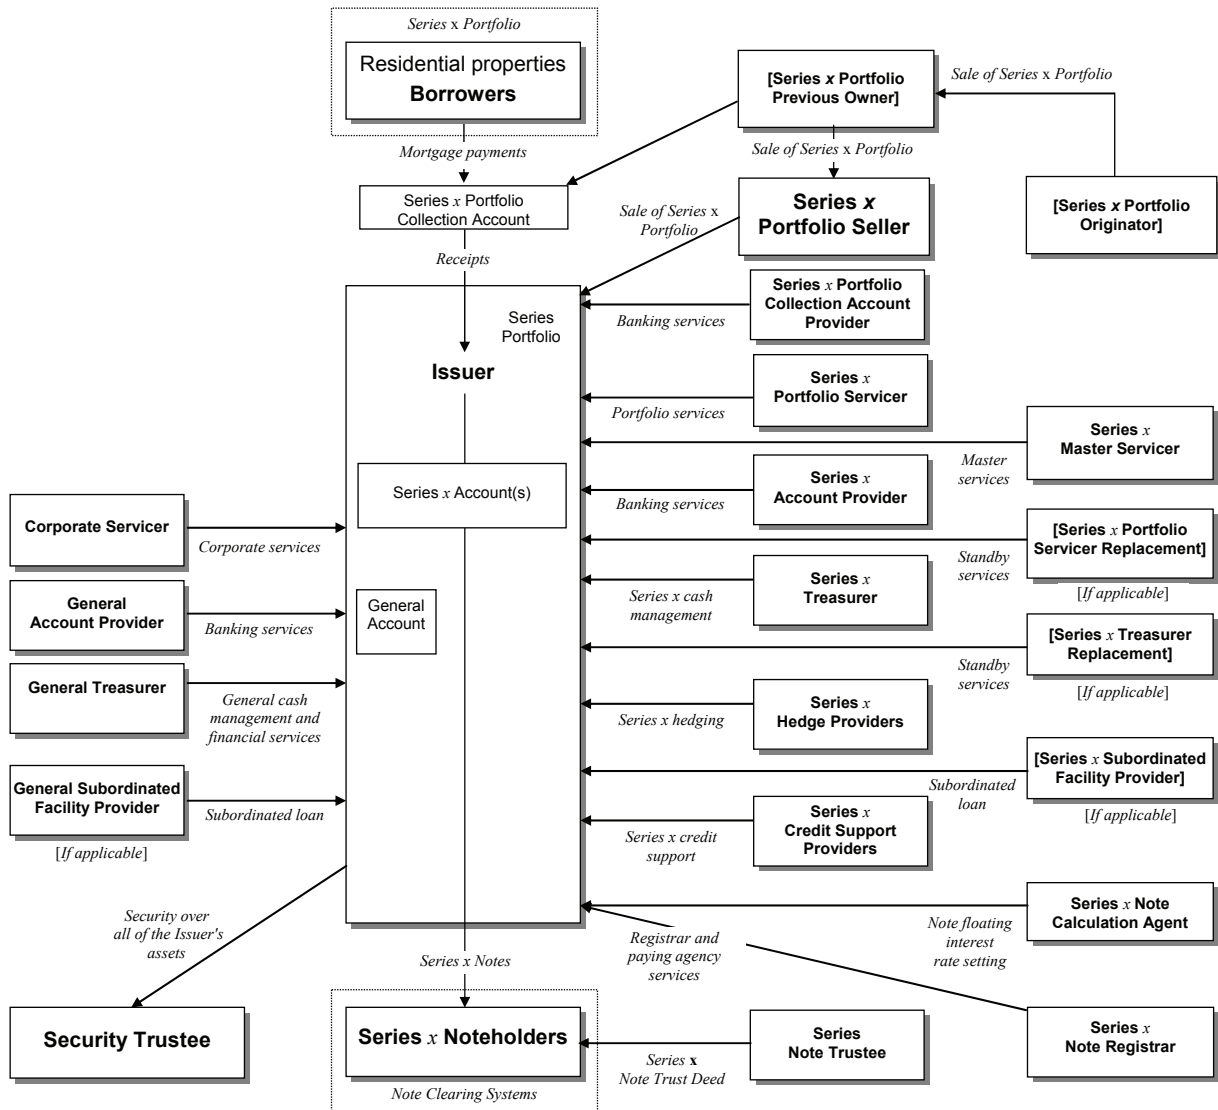 Series x Portfolio
Residential properties
Borrowers
Mortgage payments
Series x Portfolio
Collection Account
Receipts
[Series x Portfolio
Previous Owner]
Sale of Series x Portfolio
Sale of Series x Portfolio
Series x
Portfolio Seller
[Series x Portfolio
Originator]
Sale of Series x
Portfolio
Series
Portfolio
Issuer
Series x Account(s)
General
Account
Series x Portfolio
Collection Account
Provider
Banking services
Series x
Portfolio Servicer
Portfolio services
Series x
Master Servicer
Master
services
Series x
Account Provider
Banking services
[Series x Portfolio
Servicer Replacement]
Standby
services
[If applicable]
Series x
Treasurer
Series x cash
management
[Series x Treasurer
Replacement]
Standby
services
[If applicable]
Series x
Hedge Providers
Series x hedging
[Series x Subordinated
Facility Provider]
Subordinated
loan
[If applicable]
Series x
Credit Support
Providers
Series x credit
support
Series x Note
Calculation Agent
Note floating
interest
rate setting
Registrar and
paying agency
services
Series x
Note Registrar
Corporate Servicer
Corporate services
General
Account Provider
Banking services
General Treasurer
General cash
management and
financial services
General Subordinated
Facility Provider
Subordinated loan
[If applicable]
Security over
all of the Issuer's
assets
Security Trustee
Series x Notes
Series x Noteholders
Note Clearing Systems
Series x
Note Trust Deed
Series
Note Trustee